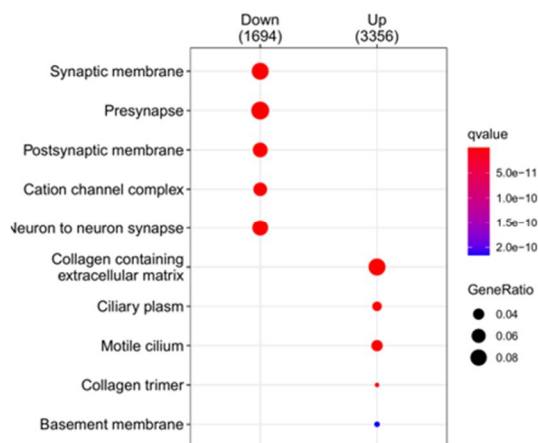 Down
(1694)
Up
(3356)
Synaptic membrane
Presynapse
Postsynaptic membrane
Cation channel complex
Neuron to neuron synapse
Collagen containing
extracellular matrix
Ciliary plasm
Motile cilium
Collagen trimer
Basement membrane
qvalue
5.0e-11
1.0e-10
1.5e-10
2.0e-10
GeneRatio
0.04
0.06
0.08